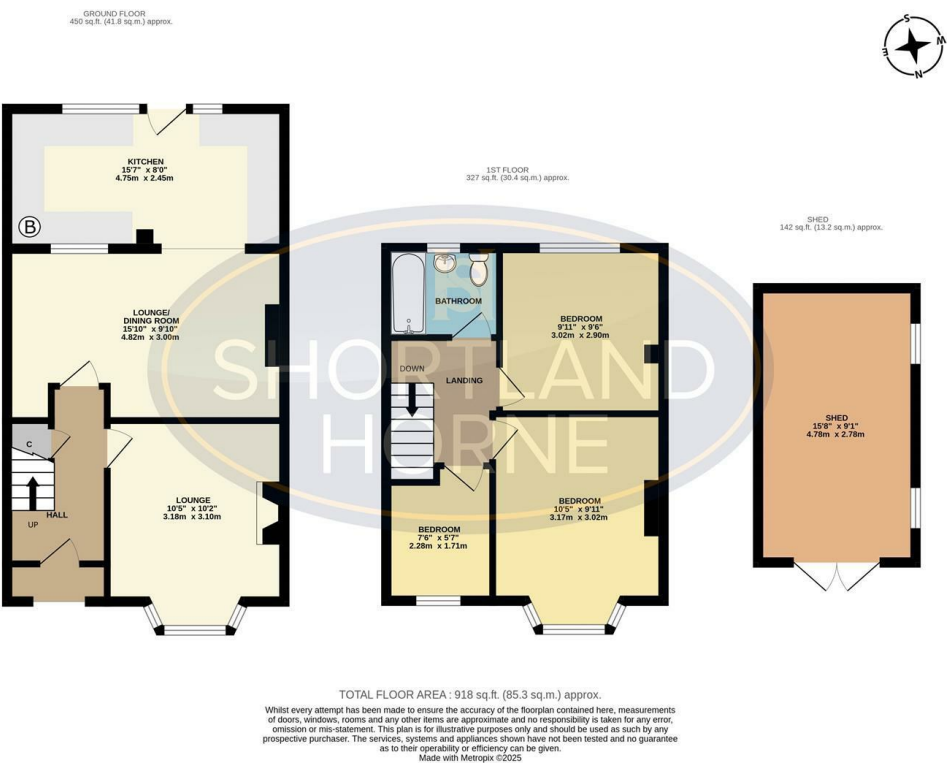 GROUND FLOOR
450 sq.ft. (41.8 sq.m.) approx.
S
E
W
N
KITCHEN
15'7" x 8'0"
4.75m x 2.45m
B
LOUNGE/
DINING ROOM
15'10" x 9'10"
4.82m x 3.00m
C
UP
HALL
LOUNGE
10'5" x 10'2"
3.18m x 3.10m
1ST FLOOR
327 sq.ft. (30.4 sq.m.) approx.
BATHROOM
BEDROOM
9'11" x 9'6"
3.02m x 2.90m
DOWN
LANDING
BEDROOM
7'6" x 5'7"
2.28m x 1.71m
BEDROOM
10'5" x 9'11"
3.17m x 3.02m
SHORTLAND
HORNE
SHED
142 sq.ft. (13.2 sq.m.) approx.
SHED
15'8" x 9'1"
4.78m x 2.78m
TOTAL FLOOR AREA : 918 sq.ft. (85.3 sq.m.) approx.
Whilst every attempt has been made to ensure the accuracy of the floorplan contained here, measurements
of doors, windows, rooms and any other items are approximate and no responsibility is taken for any error,
omission or mis-statement. This plan is for illustrative purposes only and should be used as such by any
prospective purchaser. The services, systems and appliances shown have not been tested and no guarantee
as to their operability or efficiency can be given.
Made with Metropix ©2025